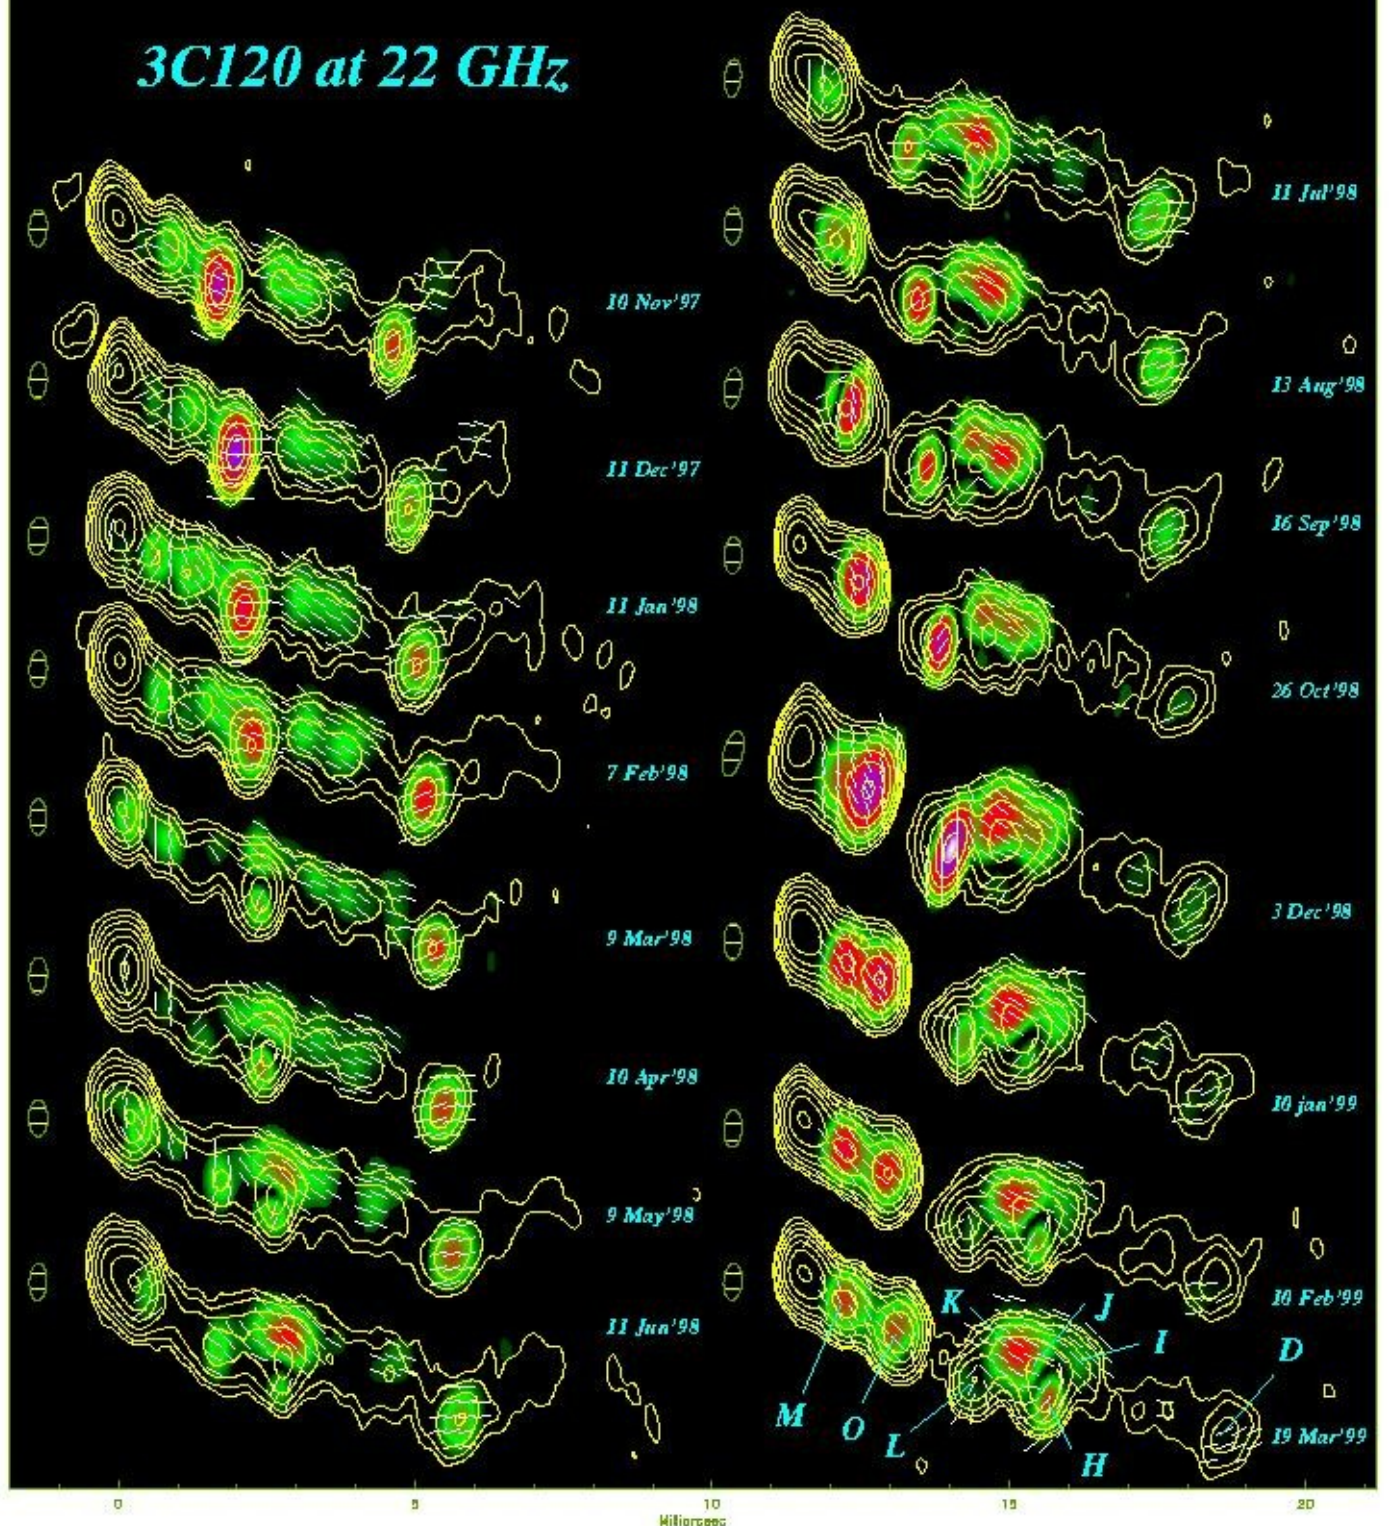 3C120 at 22 GHz
10 Nov'97
11 Dec'97
11 Jan'98
7 Feb'98
9 Mar'98
10 Apr'98
9 May'98
11 Jun'98
11 Jul'98
13 Aug'98
16 Sep'98
26 Oct'98
3 Dec'98
10 jan'99
10 Feb'99
19 Mar'99
K J I D
M O L H
0 5 10 15 20
Milliarcsec